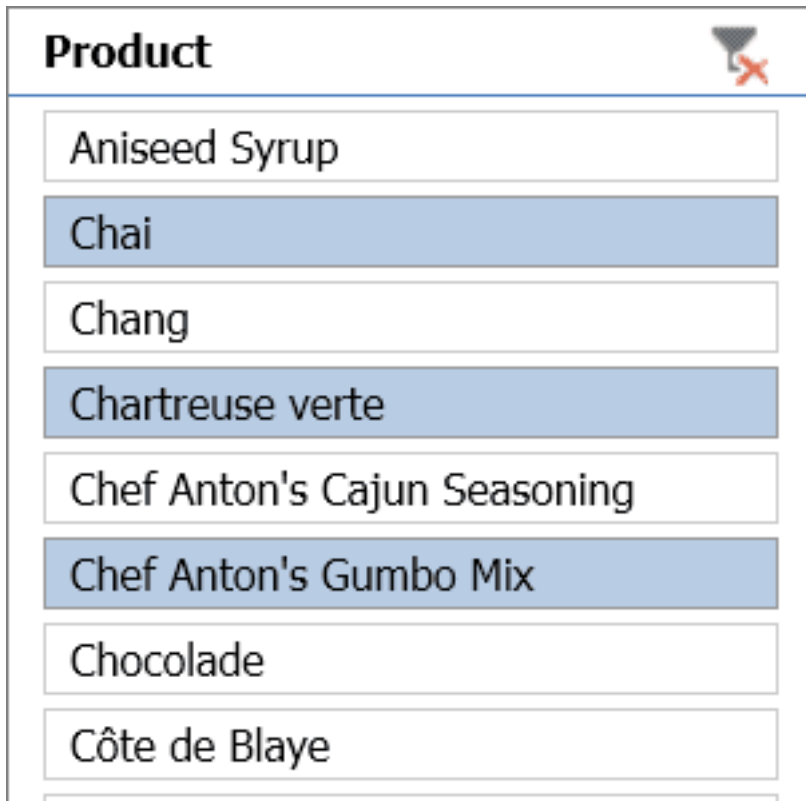 Product
Aniseed Syrup
Chai
Chang
Chartreuse verte
Chef Anton's Cajun Seasoning
Chef Anton's Gumbo Mix
Chocolade
Côte de Blaye